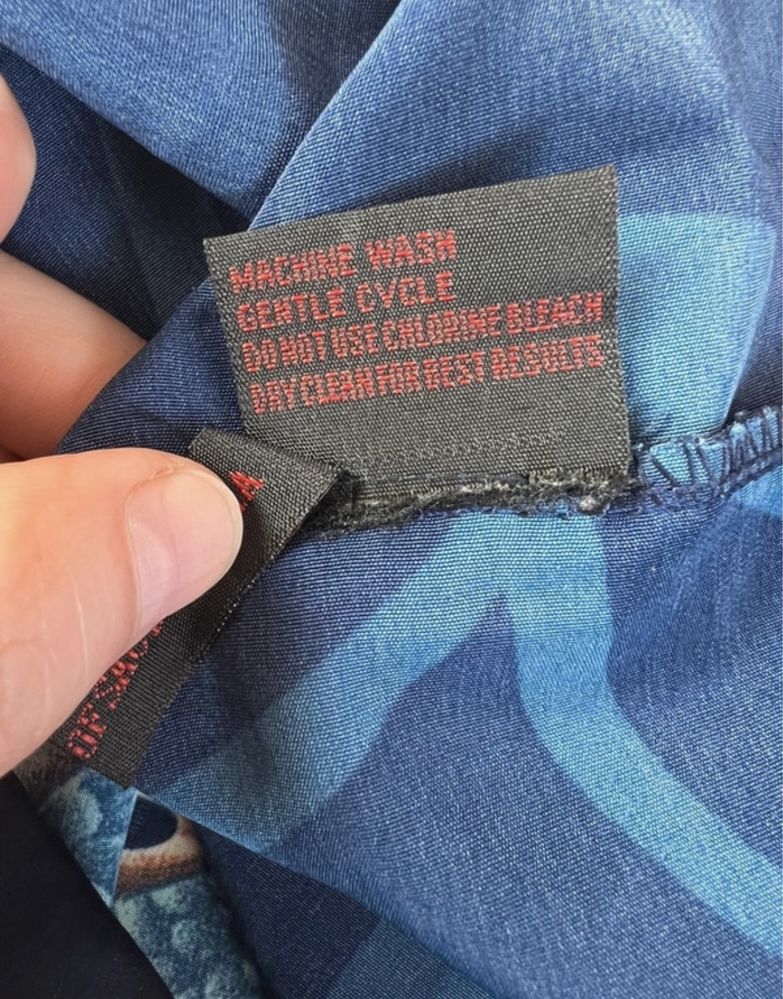 MACHINE WASH
GENTLE CYCLE
DO NOT USE CHLORINE BLEACH
DRY CLEAN FOR BEST RESULTS